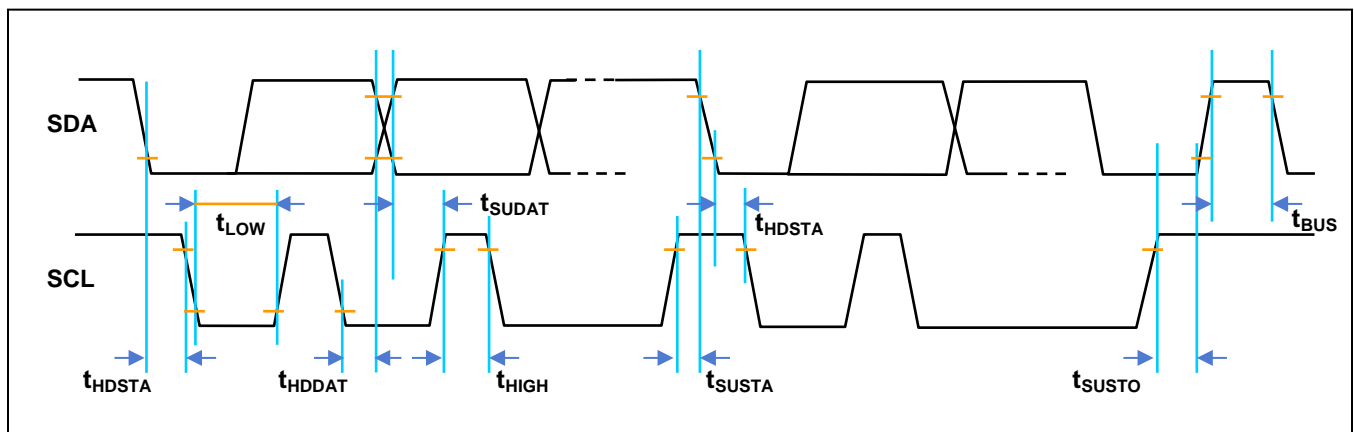 SDA
tSUDAT
tLOW
tHDSTA
tBUS
SCL
tHDSTA
tHDDAT
tHIGH
tSUSTA
tSUSTO